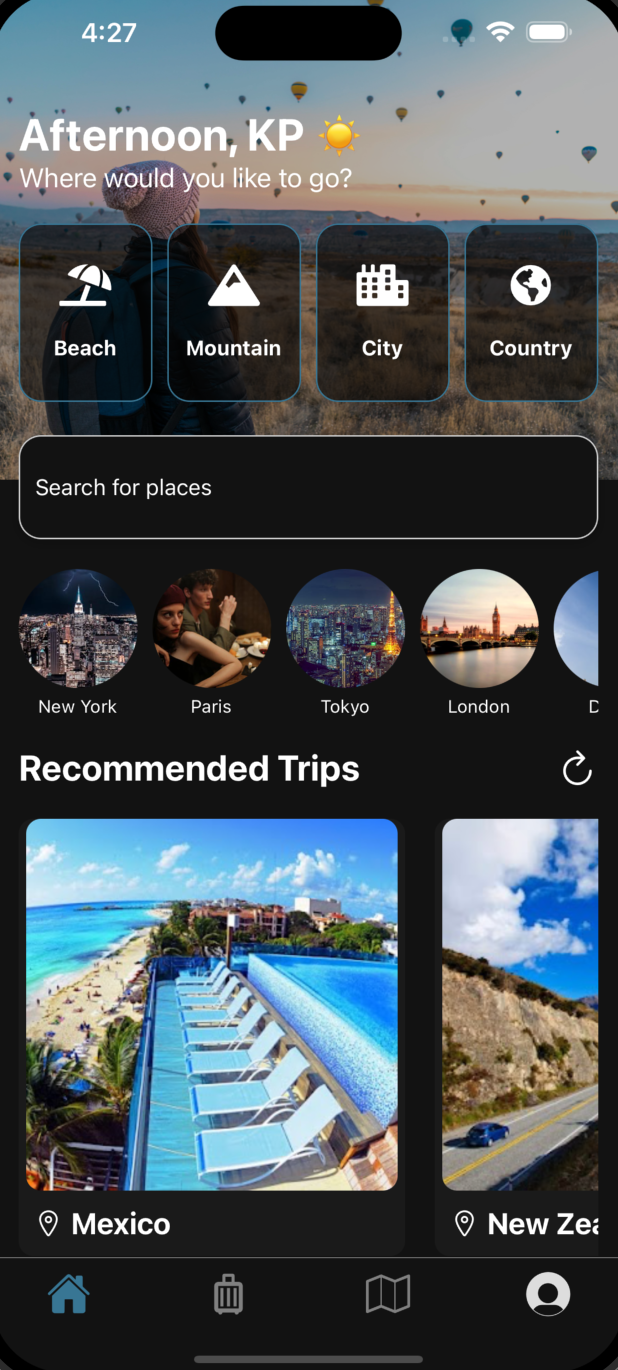 4:27
Afternoon, KP ☀️
Where would you like to go?
Beach Mountain City Country
Search for places
New York Paris Tokyo London D
Recommended Trips
Mexico New Zea